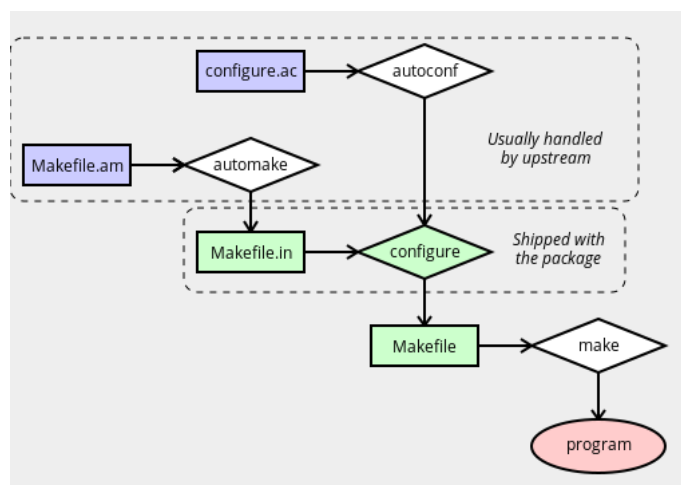 configure.ac
autoconf
Usually handled
by upstream
Makefile.am
automake
Makefile.in
configure
Shipped with
the package
Makefile
make
program